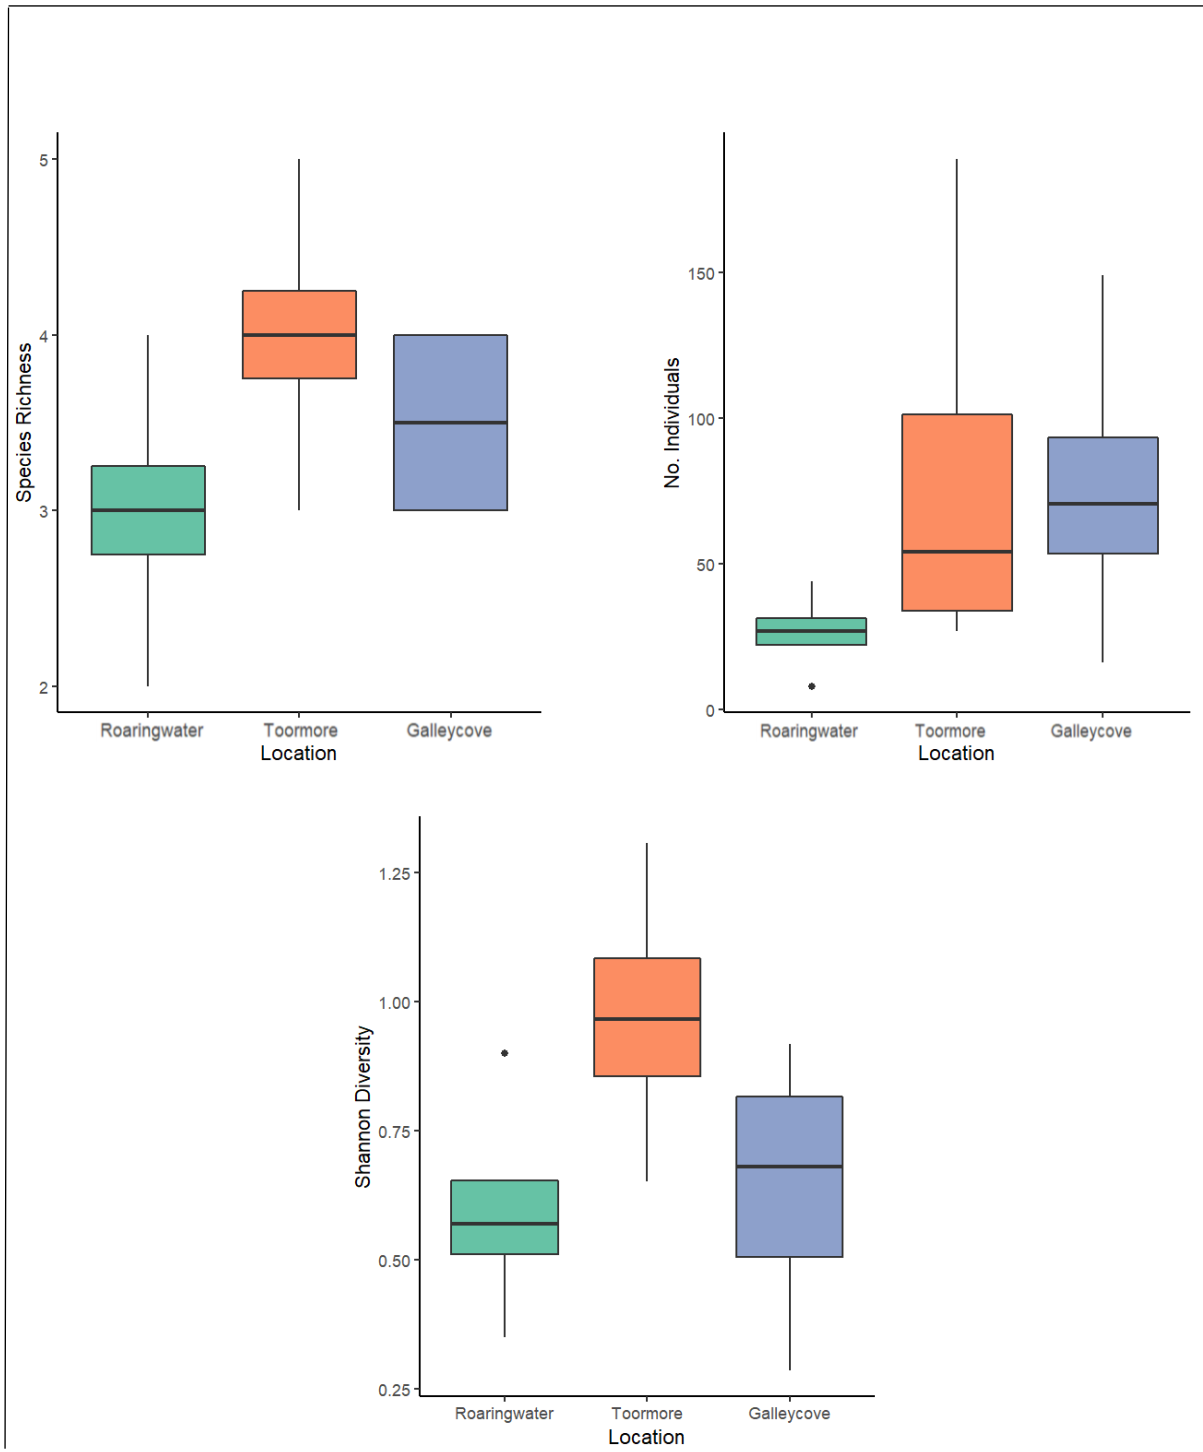 Species Richness
5
4
3
2
Roaringwater Toormore Galleycove
Location
No. Individuals
150
100
50
0
Roaringwater Toormore Galleycove
Location
Shannon Diversity
1.25
1.00
0.75
0.50
0.25
Roaringwater Toormore Galleycove
Location